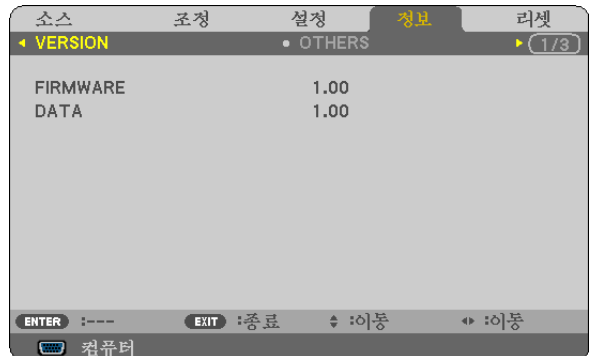 소스 조정 설정 정보 리셋
VERSION ● OTHERS 1/3
FIRMWARE 1.00
DATA 1.00
ENTER :--- EXIT :종료 :이동 :이동
컴퓨터